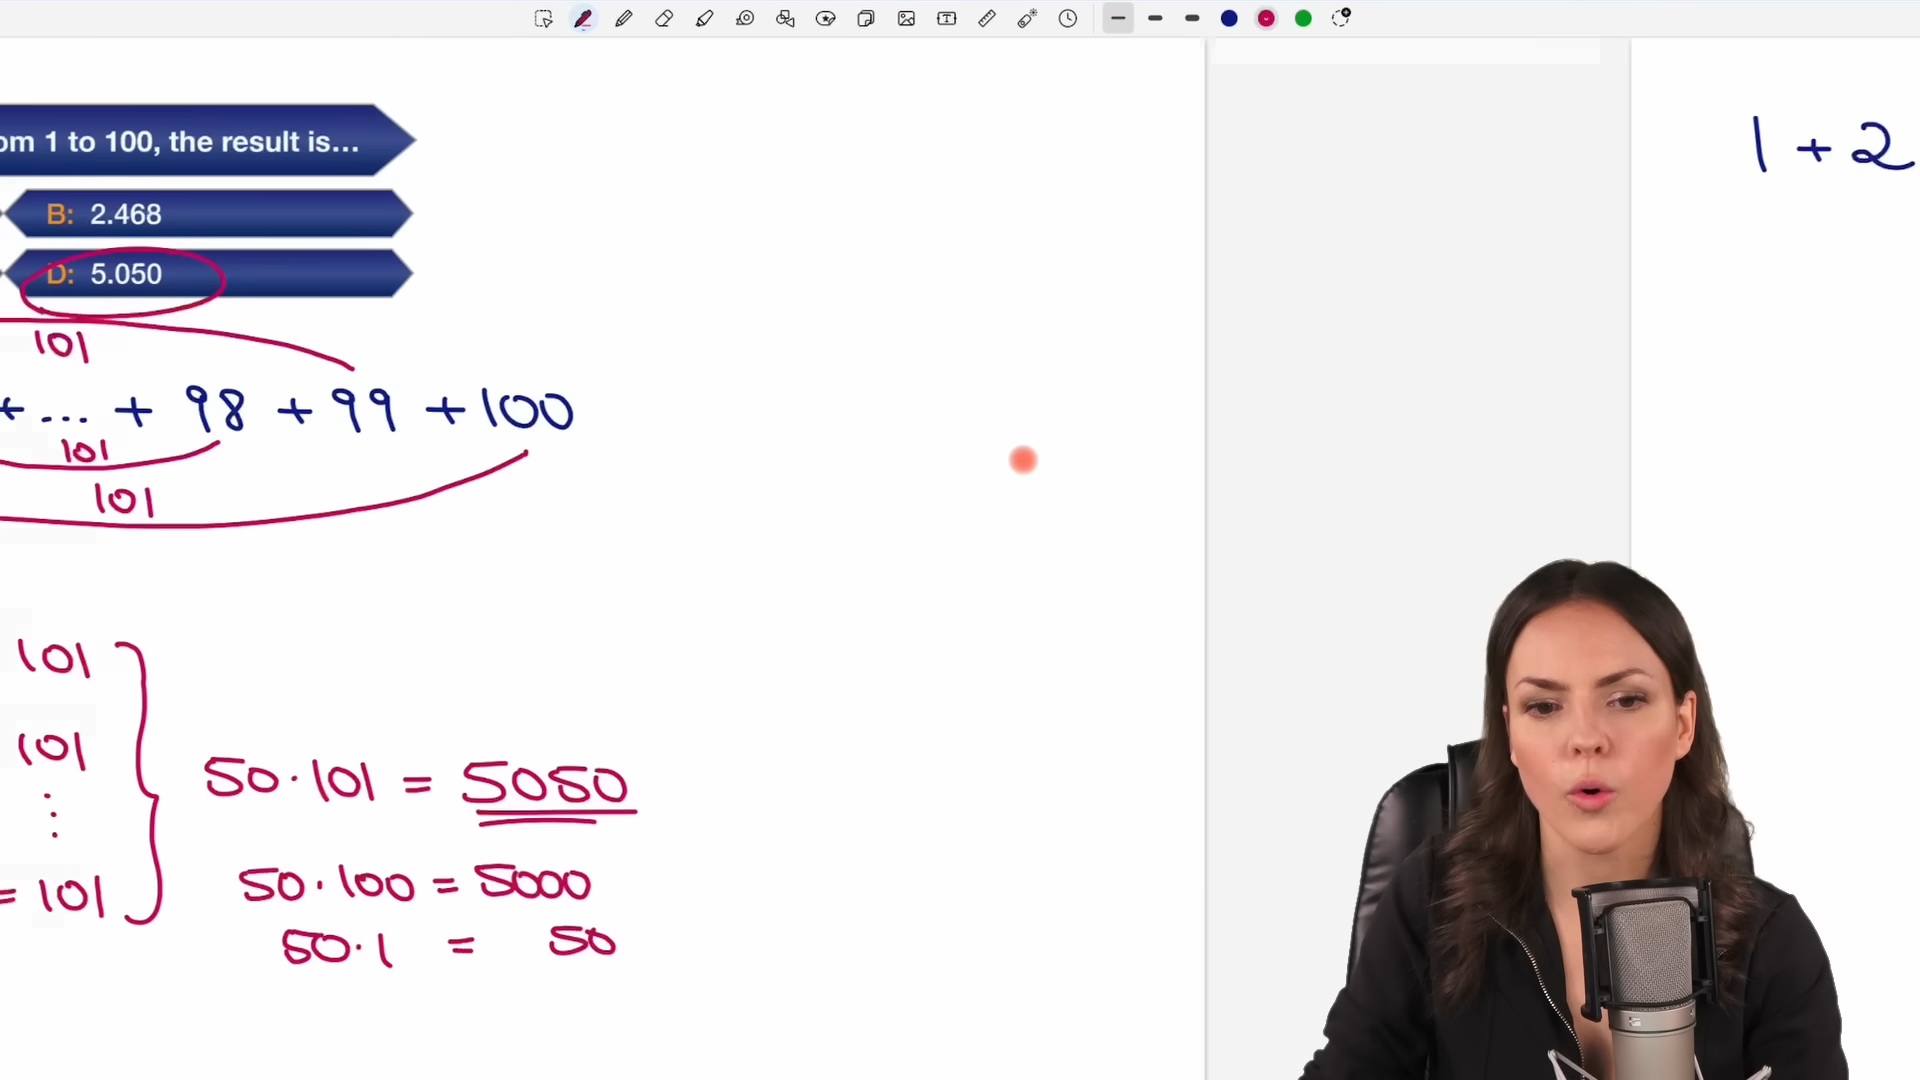 om 1 to 100, the result is...
B: 2.468
D: 5.050
101
+ ... + 98 + 99 + 100
101
101
101
101
⋮
= 101
50·101 = 5050
50·100 = 5000
50·1 = 50
1 + 2